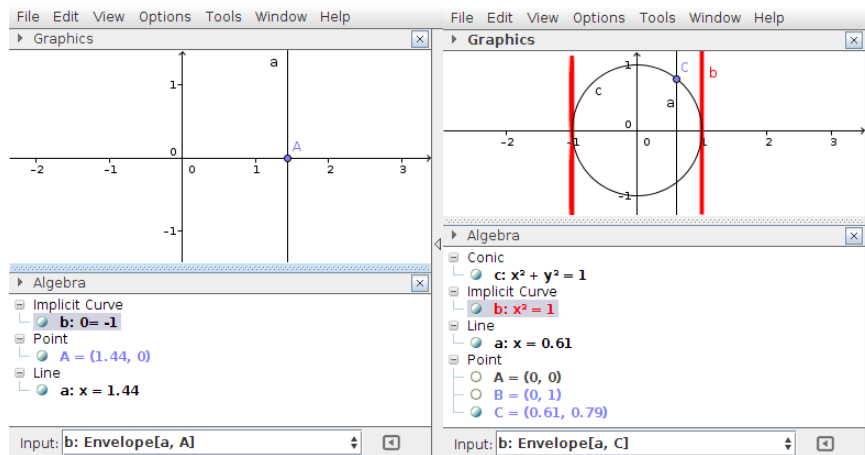 File Edit View Options Tools Window Help
Graphics
a
1
A
0
-2 -1 0 1 2 3
-1
Algebra
Implicit Curve
b: 0= -1
Point
A = (1.44, 0)
Line
a: x = 1.44
Input: b: Envelope[a, A]
File Edit View Options Tools Window Help
Graphics
1
C
b
c
a
0
-2 -1 0 1 2 3
-1
Algebra
Conic
c: x² + y² = 1
Implicit Curve
b: x² = 1
Line
a: x = 0.61
Point
A = (0, 0)
B = (0, 1)
C = (0.61, 0.79)
Input: b: Envelope[a, C]